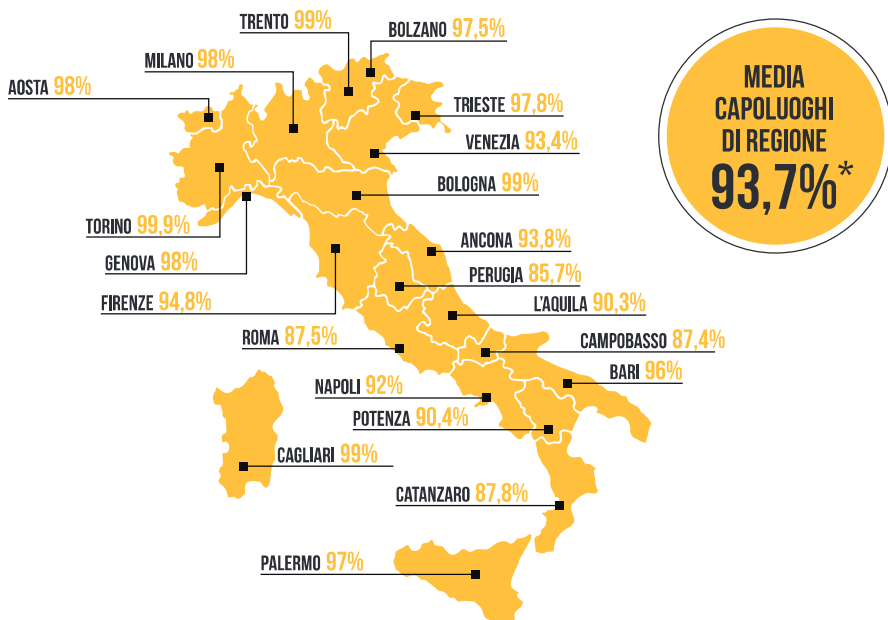 TRENTO 99%
BOLZANO 97,5%
MILANO 98%
AOSTA 98%
TRIESTE 97,8%
VENEZIA 93,4%
BOLOGNA 99%
TORINO 99,9%
GENOVA 98%
FIRENZE 94,8%
ANCONA 93,8%
PERUGIA 85,7%
L'AQUILA 90,3%
ROMA 87,5%
CAMPOBASSO 87,4%
BARI 96%
NAPOLI 92%
POTENZA 90,4%
CAGLIARI 99%
CATANZARO 87,8%
PALERMO 97%
MEDIA
CAPOLUOGHI
DI REGIONE
93,7%*